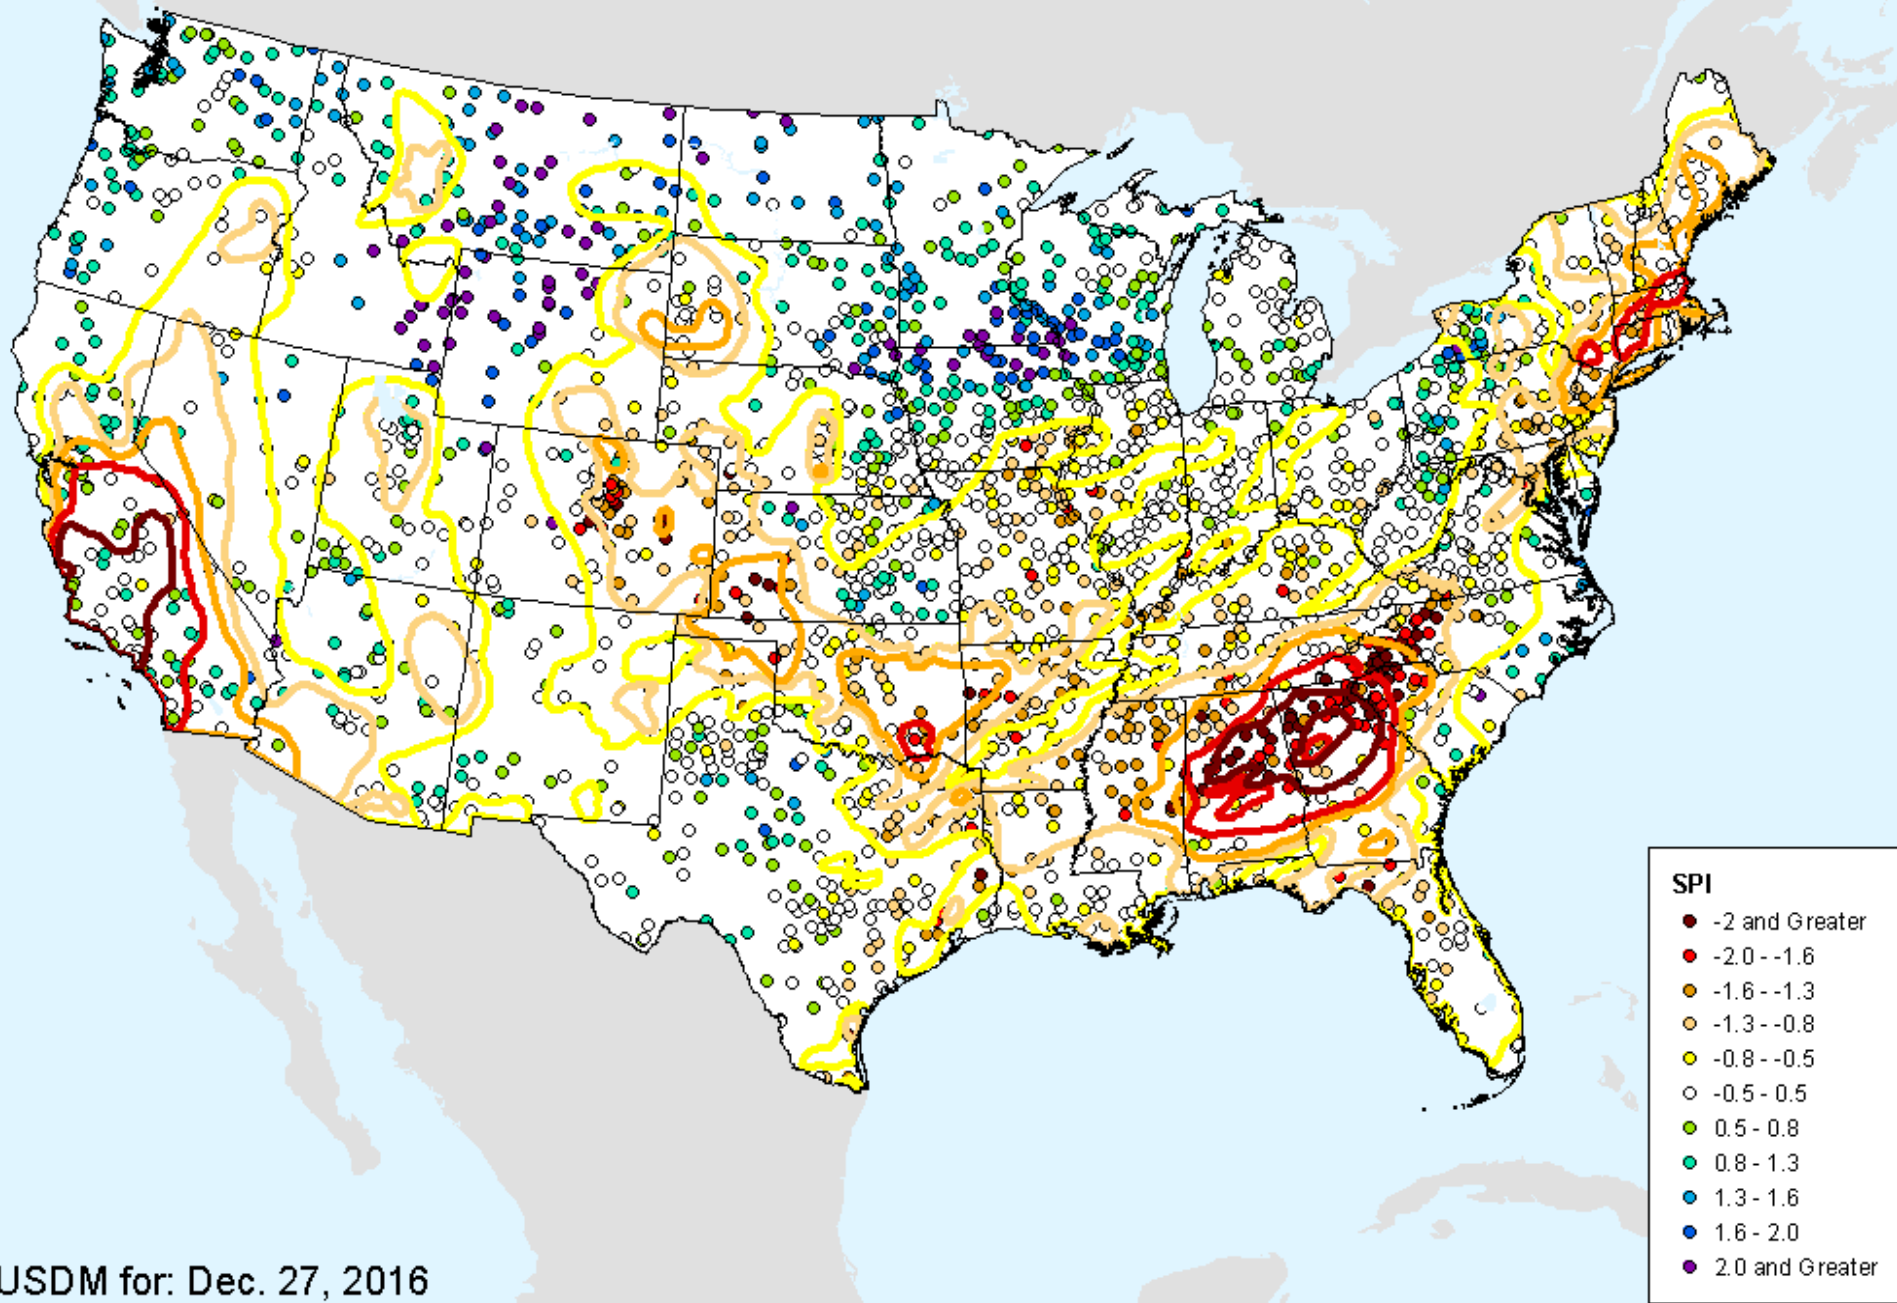 SPI
-2 and Greater
-2.0 - -1.6
-1.6 - -1.3
-1.3 - -0.8
-0.8 - -0.5
-0.5 - 0.5
0.5 - 0.8
0.8 - 1.3
1.3 - 1.6
1.6 - 2.0
2.0 and Greater
USDM for: Dec. 27, 2016